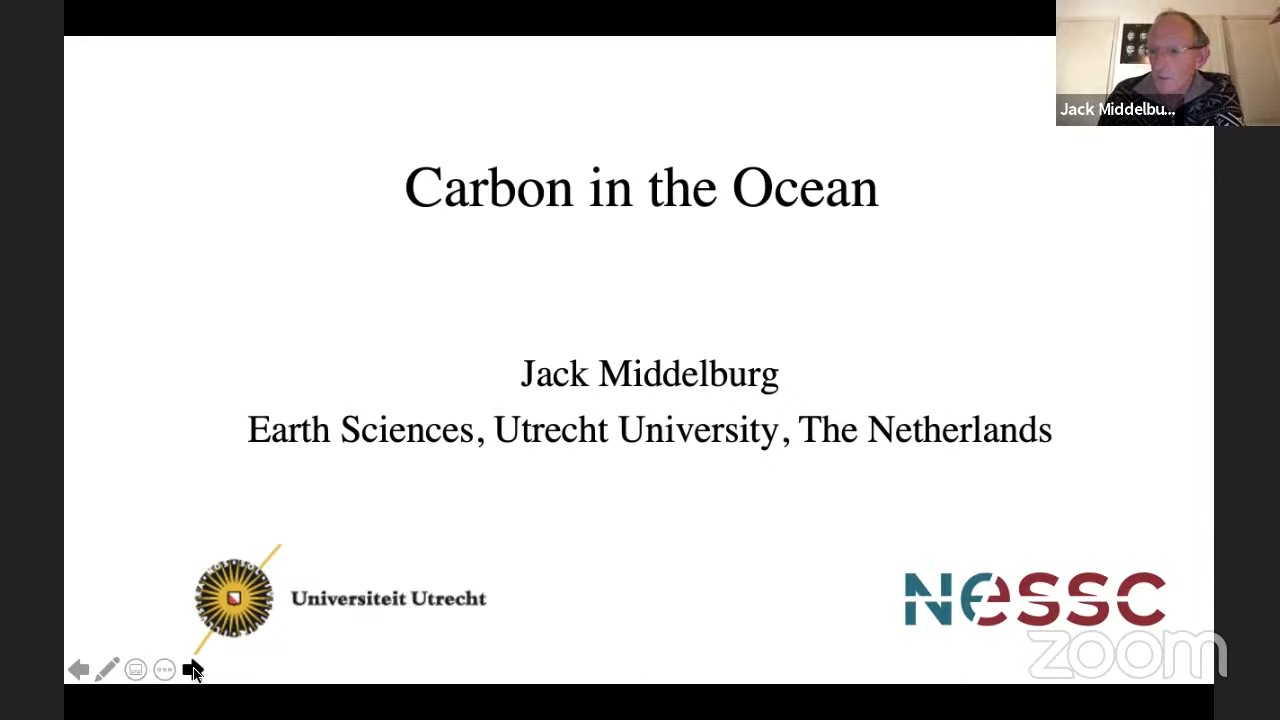 Jack Middelbu...
Carbon in the Ocean
Jack Middelburg
Earth Sciences, Utrecht University, The Netherlands
Universiteit Utrecht
NESSC
zoom